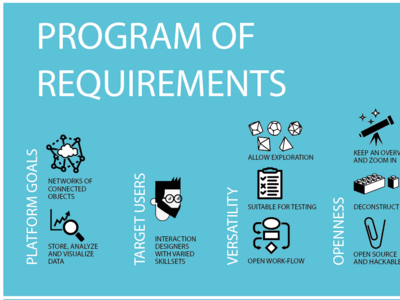 PROGRAM OF
REQUIREMENTS
PLATFORM GOALS
NETWORKS OF
CONNECTED
OBJECTS
STORE, ANALYZE
AND VISUALIZE
DATA
TARGET USERS
INTERACTION
DESIGNERS
WITH VARIED
SKILLSETS
VERSATILITY
ALLOW EXPLORATION
SUITABLE FOR TESTING
OPEN WORK-FLOW
OPENNESS
KEEP AN OVERV
AND ZOOM IN
DECONSTRUCT
OPEN SOURCE
AND HACKABLE